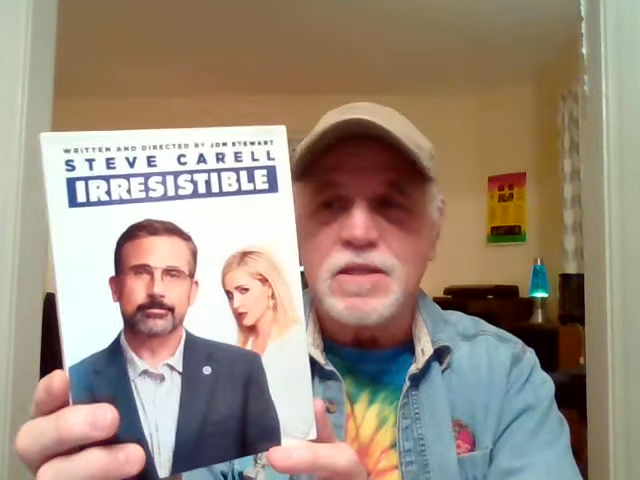 WRITTEN AND DIRECTED BY JON STEWART
STEVE CARELL
IRRESISTIBLE